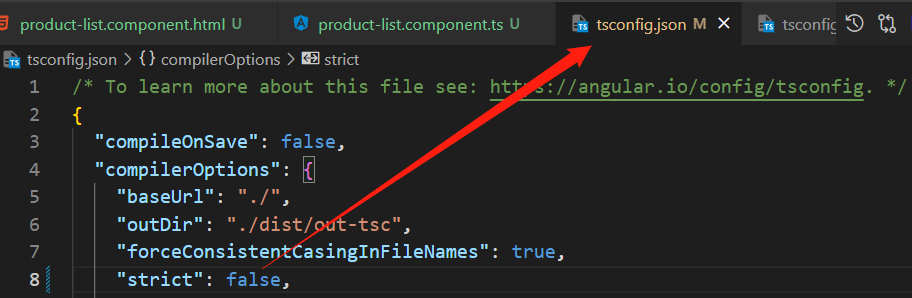 product-list.component.html U product-list.component.ts U tsconfig.json M tsconfig
tsconfig.json > {} compilerOptions > strict
1 /* To learn more about this file see: https://angular.io/config/tsconfig. */
2 {
3 "compileOnSave": false,
4 "compilerOptions": {
5 "baseUrl": "./",
6 "outDir": "./dist/out-tsc",
7 "forceConsistentCasingInFileNames": true,
8 "strict": false,